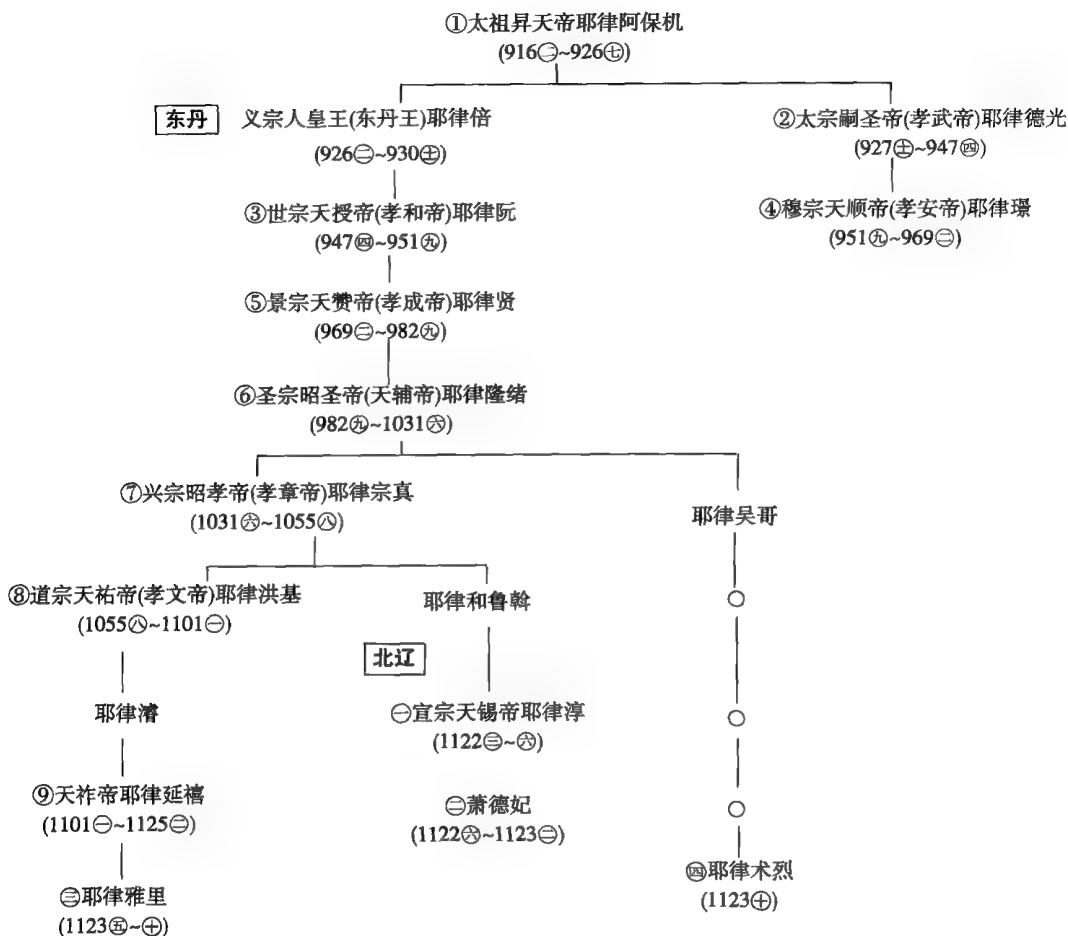 ①太祖昇天帝耶律阿保机
(916㊁~926㊆)
东丹
义宗人皇王(东丹王)耶律倍
(926㊁~930㊏)
②太宗嗣圣帝(孝武帝)耶律德光
(927㊏~947㊃)
③世宗天授帝(孝和帝)耶律阮
(947㊃~951㊈)
④穆宗天顺帝(孝安帝)耶律璟
(951㊈~969㊁)
⑤景宗天赞帝(孝成帝)耶律贤
(969㊁~982㊈)
⑥圣宗昭圣帝(天辅帝)耶律隆绪
(982㊈~1031㊅)
⑦兴宗昭孝帝(孝章帝)耶律宗真
(1031㊅~1055㊇)
耶律吴哥
⑧道宗天祐帝(孝文帝)耶律洪基
(1055㊇~1101㊀)
耶律和鲁斡
北辽
耶律濬
㊀宣宗天锡帝耶律淳
(1122㊂~㊅)
⑨天祚帝耶律延禧
(1101㊀~1125㊁)
㊁萧德妃
(1122㊅~1123㊁)
㊂耶律雅里
(1123㊄~㊉)
㊃耶律术烈
(1123㊉)